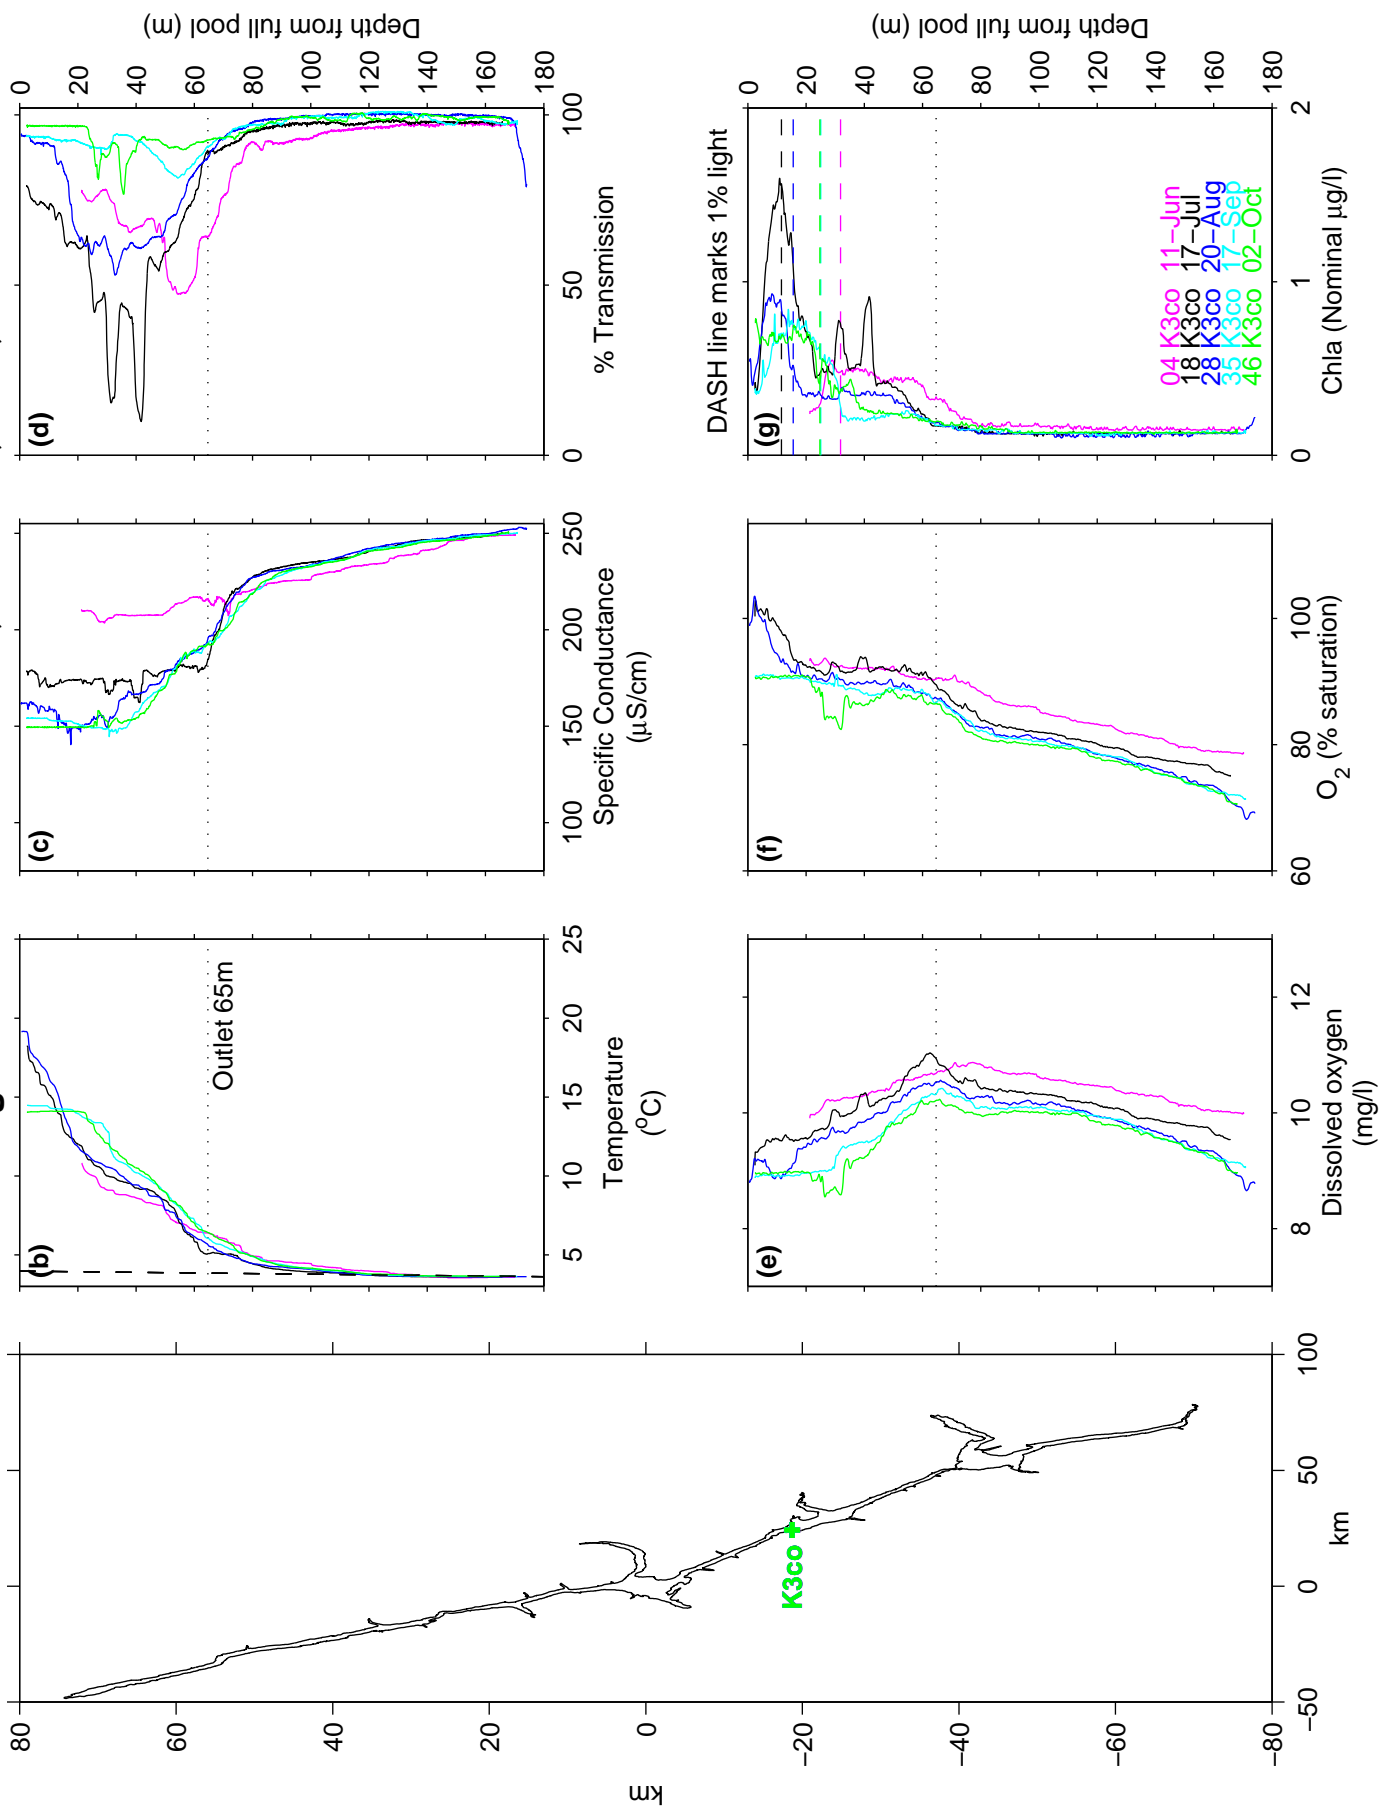 80
60
40
20
0
−20
−40
−60
−80
km
−50
0
50
100
km
K3co
(b)
5
10
15
20
25
Temperature
(°C)
Outlet 65m
(c)
100
150
200
250
Specific Conductance
(µS/cm)
(d)
0
50
100
% Transmission
0
20
40
60
80
100
120
140
160
180
Depth from full pool (m)
(e)
8
10
12
Dissolved oxygen
(mg/l)
(f)
60
80
100
O2 (% saturation)
DASH line marks 1% light
(g)
04 K3co 11−Jun
18 K3co 17−Jul
28 K3co 20−Aug
35 K3co 17−Sep
46 K3co 02−Oct
0
1
2
Chla (Nominal µg/l)
0
20
40
60
80
100
120
140
160
180
Depth from full pool (m)